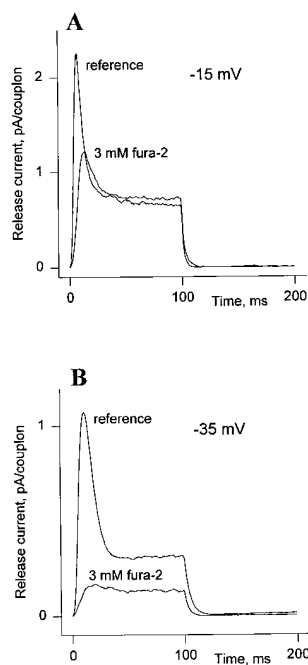 A
Release current, pA/couplon
2
1
0
reference
-15 mV
3 mM fura-2
0
100
200
Time, ms
B
Release current, pA/couplon
1
0
reference
-35 mV
3 mM fura-2
0
100
200
Time, ms